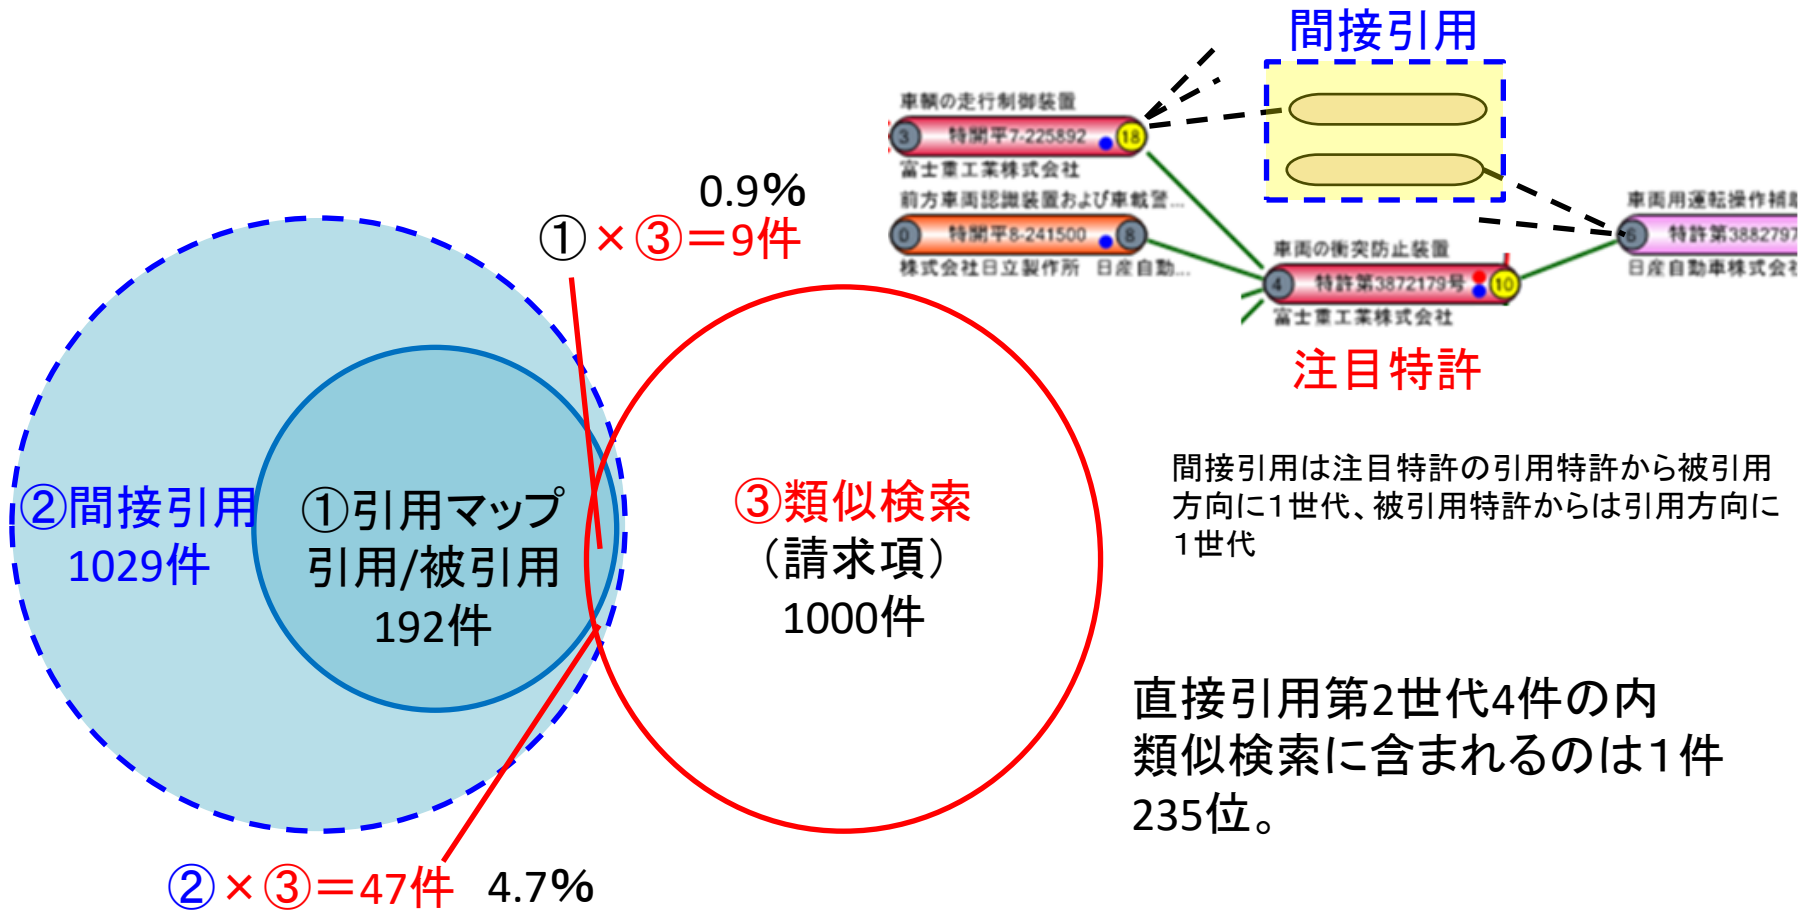 間接引用
車輌の走行制御装置
3 特開平7-225892 18
富士重工業株式会社
前方車両認識装置および車載警...
0 特開平8-241500 8
株式会社日立製作所 日産自動...
車両の衝突防止装置
4 特許第3872179号 10
富士重工業株式会社
車両用運転操作補助
6 特許第3882797
日産自動車株式会社
注目特許
0.9%
①×③=9件
②間接引用
1029件
①引用マップ
引用/被引用
192件
③類似検索
(請求項)
1000件
②×③=47件 4.7%
間接引用は注目特許の引用特許から被引用
方向に1世代、被引用特許からは引用方向に
1世代
直接引用第2世代4件の内
類似検索に含まれるのは1件
235位。